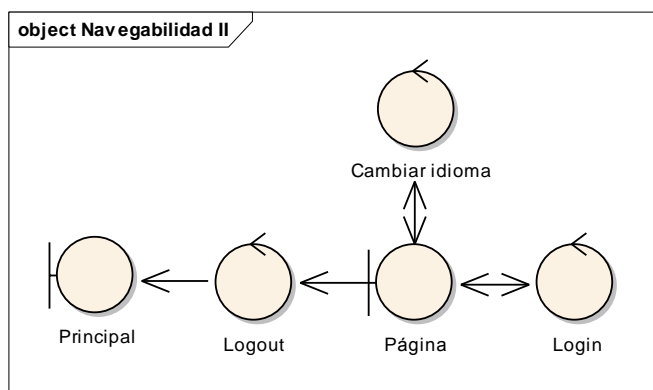 object Navegabilidad II
Cambiar idioma
Principal
Logout
Página
Login